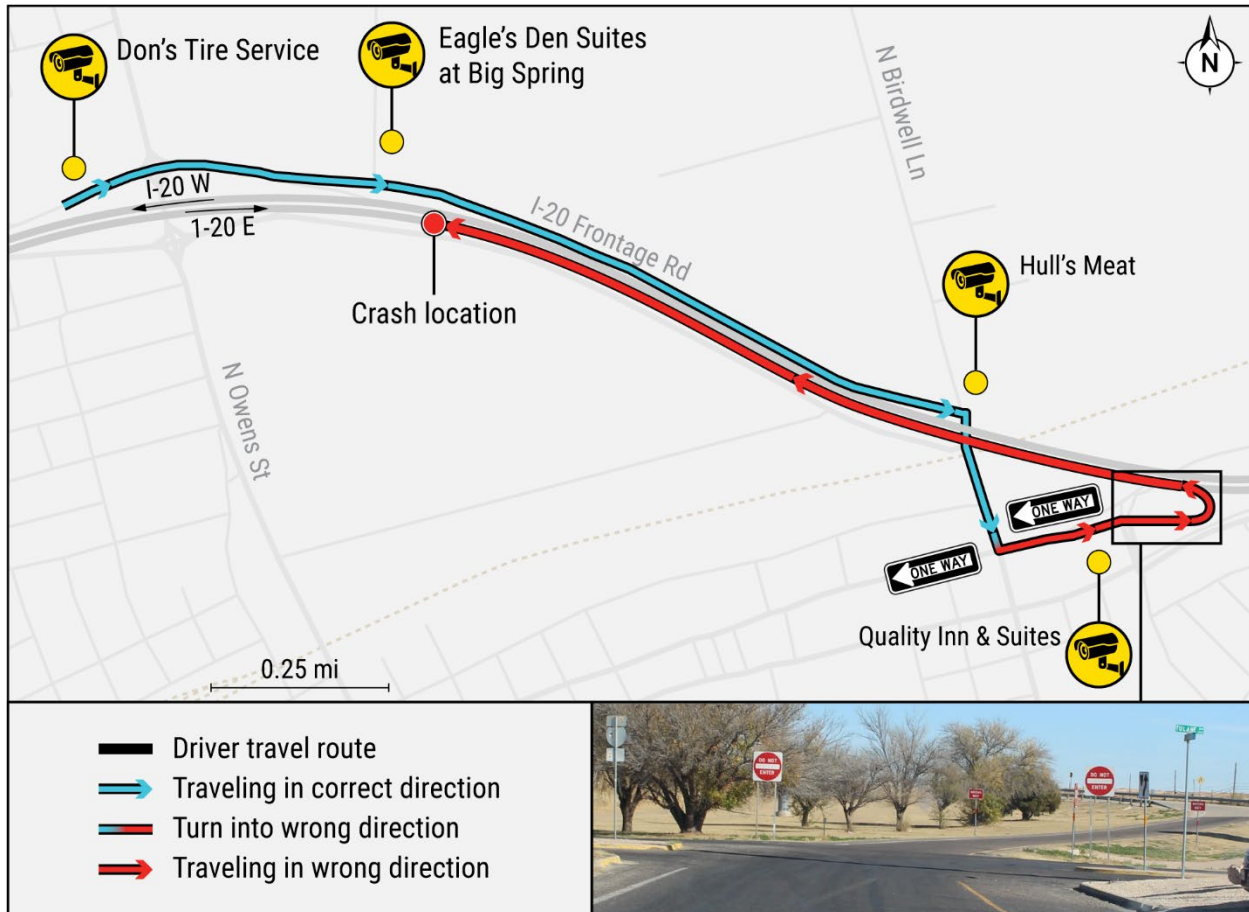 Don's Tire Service
Eagle's Den Suites
at Big Spring
N
N Birdwell Ln
I-20 W
1-20 E
I-20 Frontage Rd
Crash location
Hull's Meat
N Owens St
ONE WAY
ONE WAY
Quality Inn & Suites
0.25 mi
Driver travel route
Traveling in correct direction
Turn into wrong direction
Traveling in wrong direction
DO NOT
ENTER
DO NOT
ENTER
TULANE